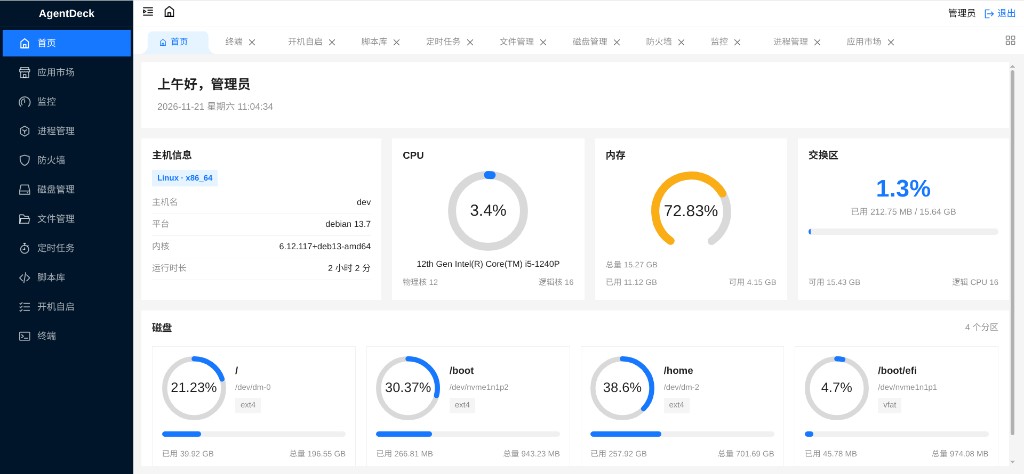 AgentDeck
管理员 退出
首页
应用市场
监控
进程管理
防火墙
磁盘管理
文件管理
定时任务
脚本库
开机自启
终端
首页 终端 开机自启 脚本库 定时任务 文件管理 磁盘管理 防火墙 监控 进程管理 应用市场
上午好，管理员
2026-11-21 星期六 11:04:34
主机信息
Linux · x86_64
主机名 dev
平台 debian 13.7
内核 6.12.117+deb13-amd64
运行时长 2 小时 2 分
CPU
3.4%
12th Gen Intel(R) Core(TM) i5-1240P
物理核 12 逻辑核 16
内存
72.83%
总量 15.27 GB
已用 11.12 GB 可用 4.15 GB
交换区
1.3%
已用 212.75 MB / 15.64 GB
可用 15.43 GB 逻辑 CPU 16
磁盘 4 个分区
21.23%
/
/dev/dm-0
ext4
已用 39.92 GB 总量 196.55 GB
30.37%
/boot
/dev/nvme1n1p2
ext4
已用 266.81 MB 总量 943.23 MB
38.6%
/home
/dev/dm-2
ext4
已用 257.92 GB 总量 701.69 GB
4.7%
/boot/efi
/dev/nvme1n1p1
vfat
已用 45.78 MB 总量 974.08 MB